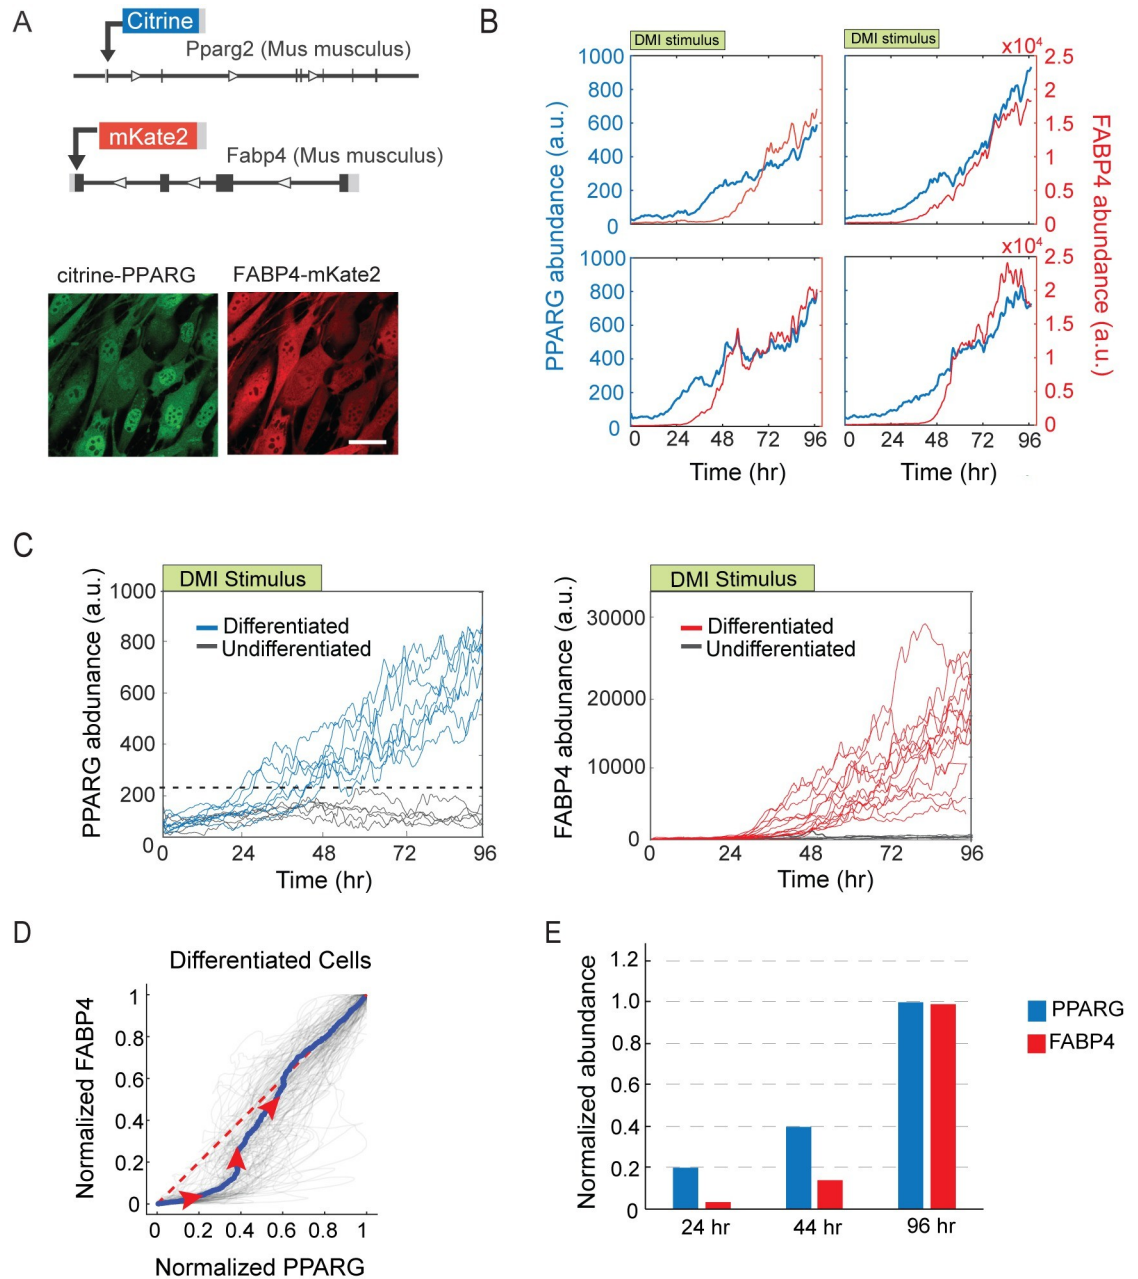 A
Citrine
Pparg2 (Mus musculus)
mKate2
Fabp4 (Mus musculus)
citrine-PPARG
FABP4-mKate2
B
DMI stimulus
DMI stimulus
x10⁴
PPARG abundance (a.u.)
1000
800
600
400
200
0
2.5
2
1.5
1
0.5
0
FABP4 abundance (a.u.)
x10⁴
1000
800
600
400
200
0
2.5
2
1.5
1
0.5
0
0 24 48 72 96
0 24 48 72 96
Time (hr)
Time (hr)
C
DMI Stimulus
PPARG abdunance (a.u.)
1000
800
600
400
200
0
Differentiated
Undifferentiated
0 24 48 72 96
Time (hr)
DMI Stimulus
FABP4 abdunance (a.u.)
30000
20000
10000
0
Differentiated
Undifferentiated
0 24 48 72 96
Time (hr)
D
Differentiated Cells
Normalized FABP4
1
0.8
0.6
0.4
0.2
0
0 0.2 0.4 0.6 0.8 1
Normalized PPARG
E
Normalized abundance
1.2
1.0
0.8
0.6
0.4
0.2
0
24 hr 44 hr 96 hr
PPARG
FABP4